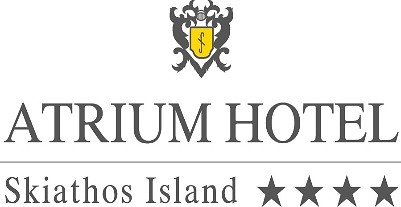 ATRIUM HOTEL
Skiathos Island ★★★★